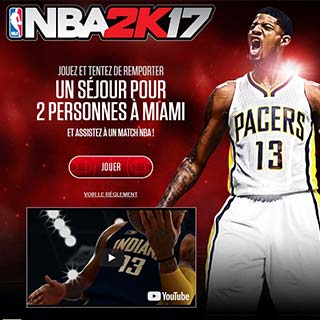 NBA2K17
JOUEZ ET TENTEZ DE REMPORTER
UN SÉJOUR POUR
2 PERSONNES À MIAMI
ET ASSISTEZ À UN MATCH NBA !
JOUER
VOIR LE RÉGLEMENT
PACERS
13
INDIANA
13
YouTube